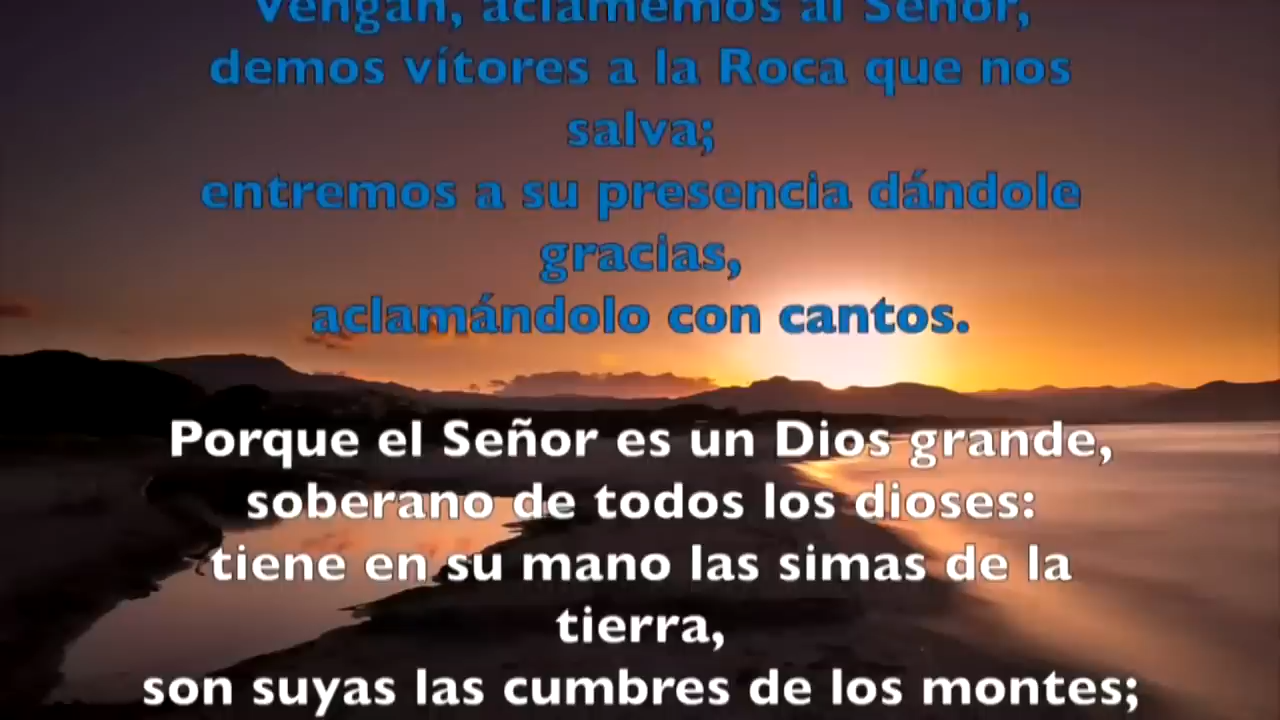 Vengan, aclamemos al Señor,
demos vítores a la Roca que nos
salva;
entremos a su presencia dándole
gracias,
aclamándolo con cantos.
Porque el Señor es un Dios grande,
soberano de todos los dioses:
tiene en su mano las simas de la
tierra,
son suyas las cumbres de los montes;